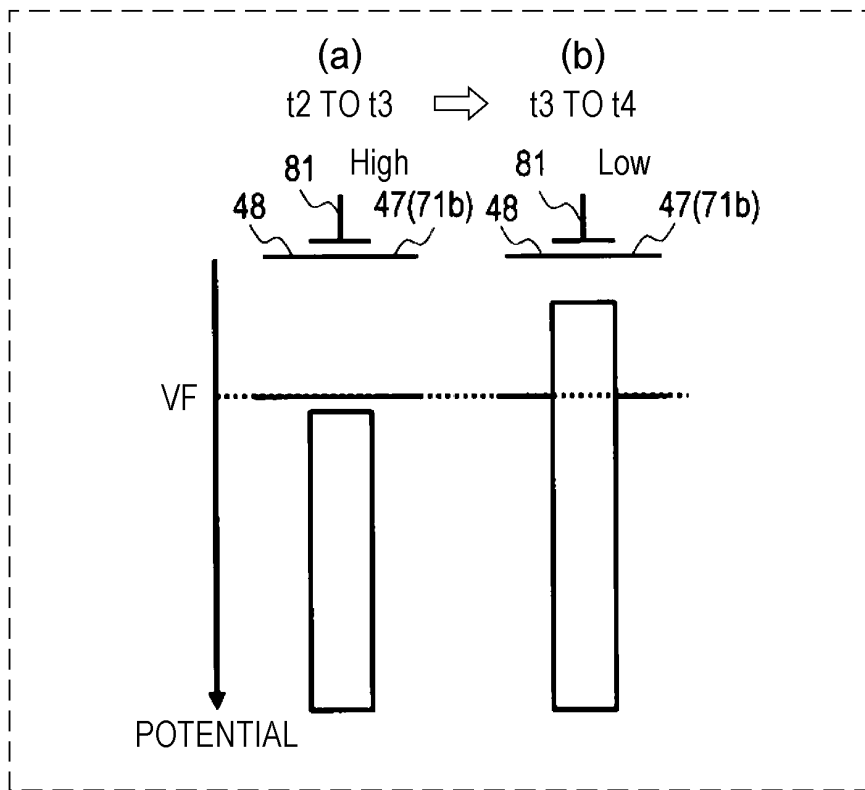 (a) (b)
t2 TO t3 t3 TO t4
81 High 81 Low
48 47(71b) 48 47(71b)
VF
POTENTIAL